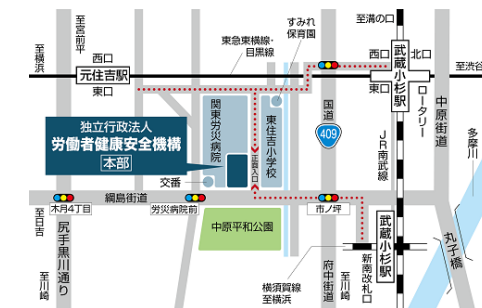 至溝の口
すみれ
保育園
至宮前平
東急東横線・
目黒線
至横浜
西口
西口
武蔵小杉駅
北口
至渋谷
元住吉駅
東口
東口
ロータリー
中原街道
関東労災病院
東住吉小学校
国道
409
多摩川
独立行政法人
労働者健康安全機構
本部
正面入口
JR南武線
交番
綱島街道
木月4丁目
労災病院前
市ノ坪
至日吉
尻手黒川通り
中原平和公園
武蔵小杉駅
丸子橋
横須賀線
至横浜
新南改札口
至川崎
府中街道
至川崎
至川崎